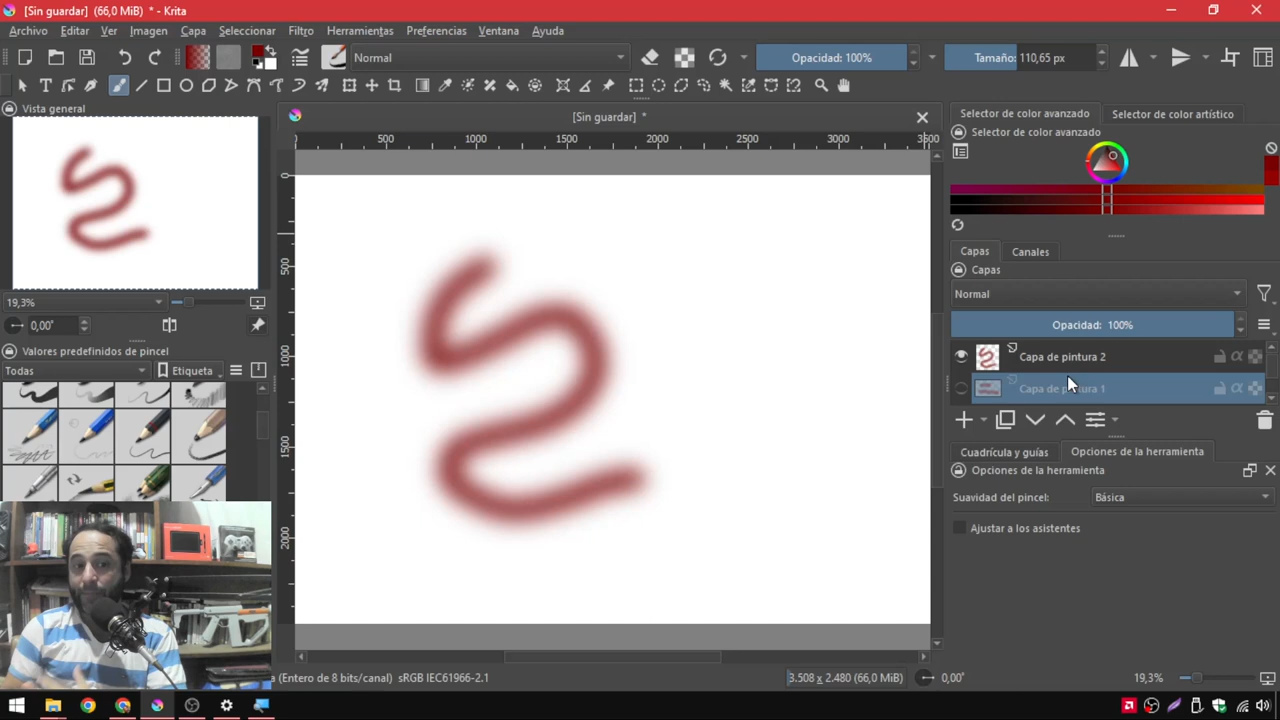 [Sin guardar] (66,0 MiB) * - Krita
Archivo Editar Ver Imagen Capa Seleccionar Filtro Herramientas Preferencias Ventana Ayuda
Normal
Opacidad: 100%
Tamaño: 110,65 px
Vista general
[Sin guardar] *
500 1000 1500 2000 2500 3000 3500
0
500
1000
1500
2000
19,3%
0,00°
Valores predefinidos de pincel
Todas
Etiqueta
Selector de color avanzado
Selector de color artístico
Selector de color avanzado
Capas Canales
Capas
Normal
Opacidad: 100%
Capa de pintura 2
Capa de pintura 1
Cuadrícula y guías
Opciones de la herramienta
Opciones de la herramienta
Suavidad del pincel: Básica
Ajustar a los asistentes
a (Entero de 8 bits/canal) sRGB IEC61966-2.1
3.508 x 2.480 (66,0 MiB)
0,00°
19,3%